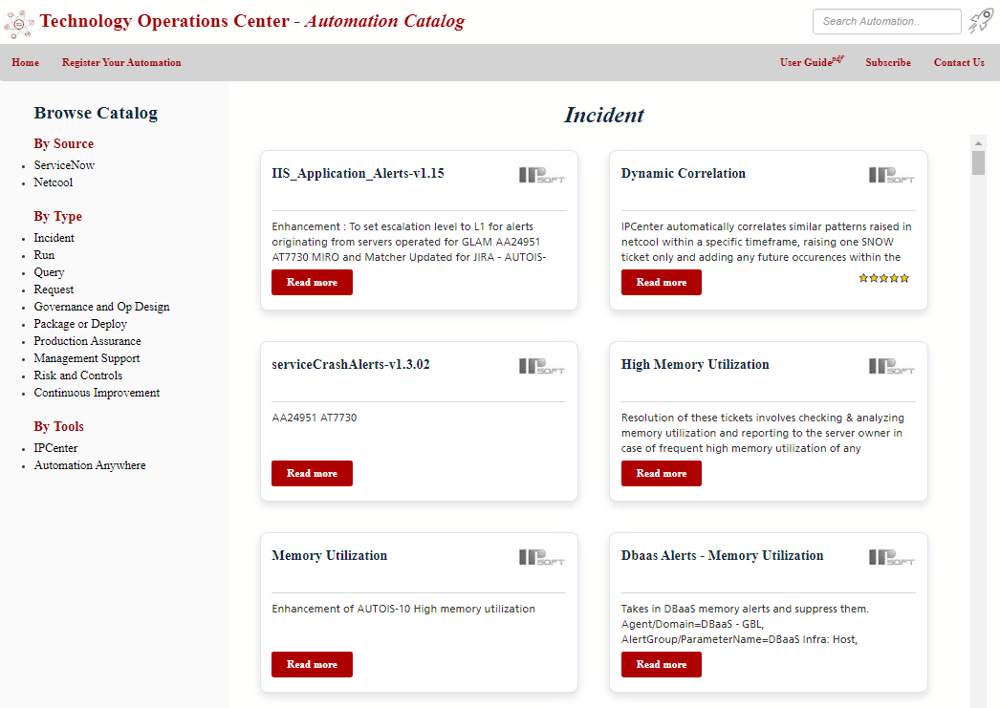 Technology Operations Center - Automation Catalog
Search Automation..
Home
Register Your Automation
User Guide pdf
Subscribe
Contact Us
Browse Catalog
By Source
ServiceNow
Netcool
By Type
Incident
Run
Query
Request
Governance and Op Design
Package or Deploy
Production Assurance
Management Support
Risk and Controls
Continuous Improvement
By Tools
IPCenter
Automation Anywhere
Incident
IIS_Application_Alerts-v1.15
IPSOFT
Enhancement : To set escalation level to L1 for alerts
originating from servers operated for GLAM AA24951
AT7730 MIRO and Matcher Updated for JIRA - AUTOIS-
Read more
Dynamic Correlation
IPSOFT
IPCenter automatically correlates similar patterns raised in
netcool within a specific timeframe, raising one SNOW
ticket only and adding any future occurences within the
Read more
serviceCrashAlerts-v1.3.02
IPSOFT
AA24951 AT7730
Read more
High Memory Utilization
IPSOFT
Resolution of these tickets involves checking & analyzing
memory utilization and reporting to the server owner in
case of frequent high memory utilization of any
Read more
Memory Utilization
IPSOFT
Enhancement of AUTOIS-10 High memory utilization
Read more
Dbaas Alerts - Memory Utilization
IPSOFT
Takes in DBaaS memory alerts and suppress them.
Agent/Domain=DBaaS - GBL,
AlertGroup/ParameterName=DBaaS Infra: Host,
Read more